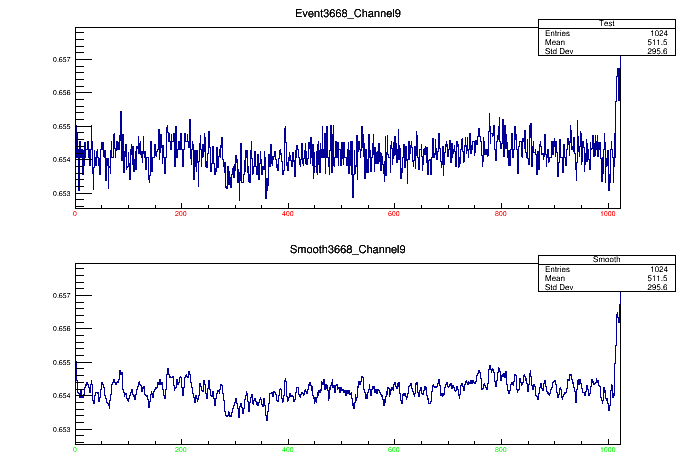 Event3668_Channel9
Test
Entries 1024
Mean 511.5
Std Dev 295.6
0.657
0.656
0.655
0.654
0.653
0 200 400 600 800 1000
Smooth3668_Channel9
Smooth
Entries 1024
Mean 511.5
Std Dev 295.6
0.657
0.656
0.655
0.654
0.653
0 200 400 600 800 1000